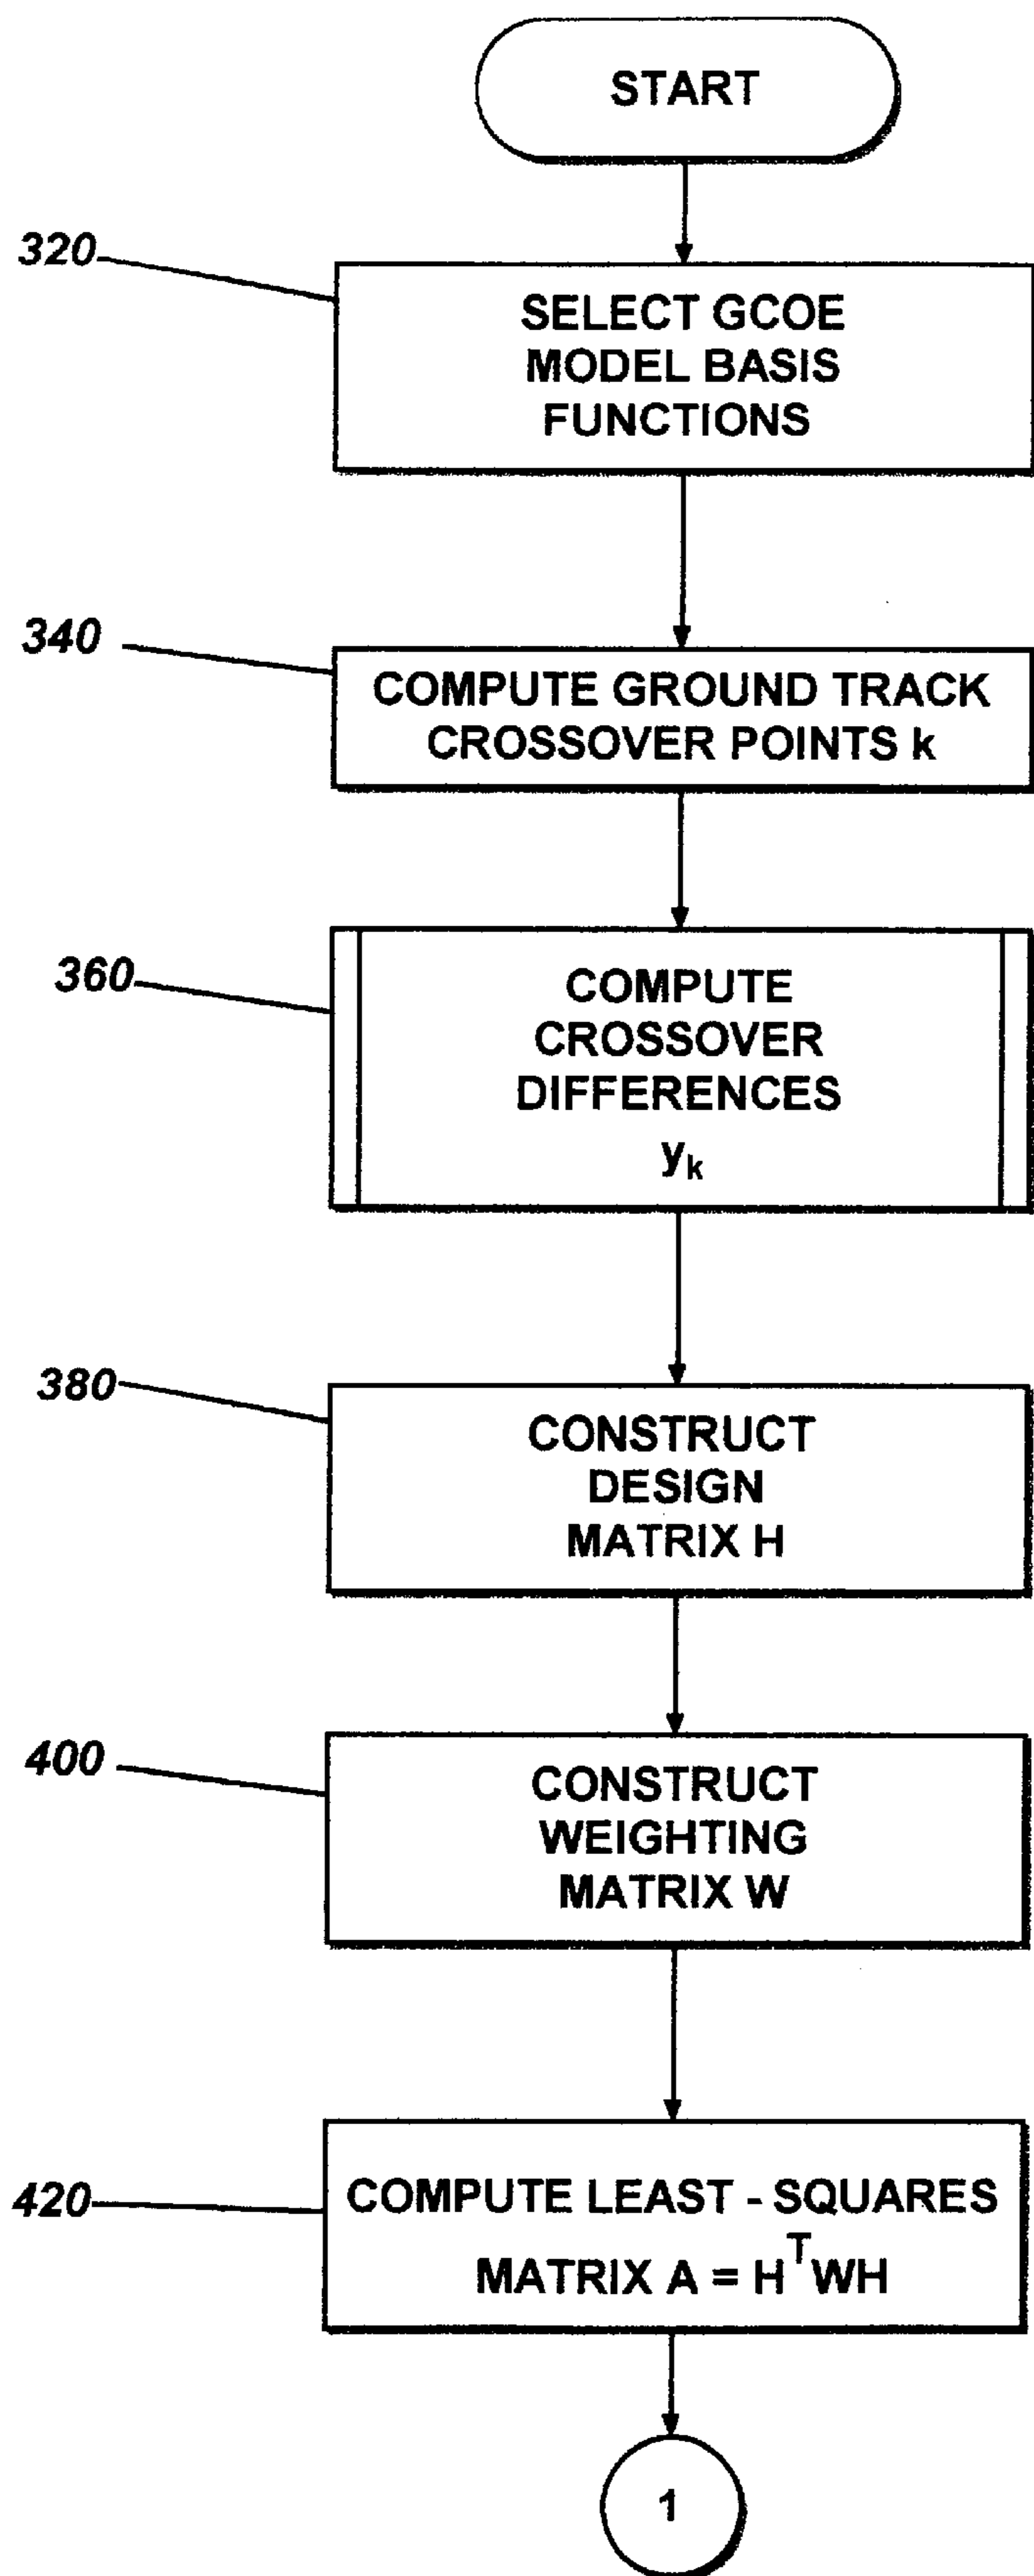 START
320
SELECT GCOE
MODEL BASIS
FUNCTIONS
340
COMPUTE GROUND TRACK
CROSSOVER POINTS k
360
COMPUTE
CROSSOVER
DIFFERENCES
yk
380
CONSTRUCT
DESIGN
MATRIX H
400
CONSTRUCT
WEIGHTING
MATRIX W
420
COMPUTE LEAST - SQUARES
MATRIX A = H^T WH
1